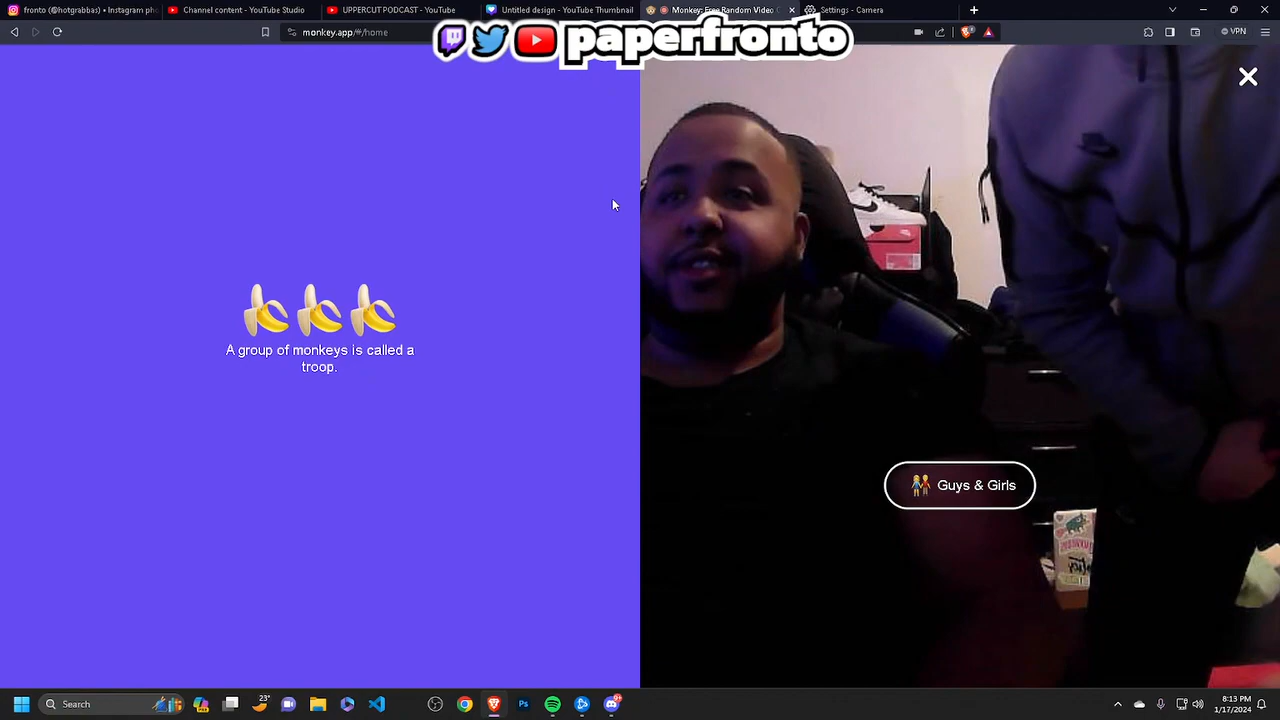 fronto (@hotgrabbas) • Instagram pho
Channel content - YouTube Studio
UPPERCUT PODCAST - YouTube
Untitled design - YouTube Thumbnail
Monkey: Free Random Video C
Settings - Camera
monkey.app/#/home
VPN
paperfronto
A group of monkeys is called a
troop.
Guys & Girls
Search
23°
8:13 PM
1/17/2024